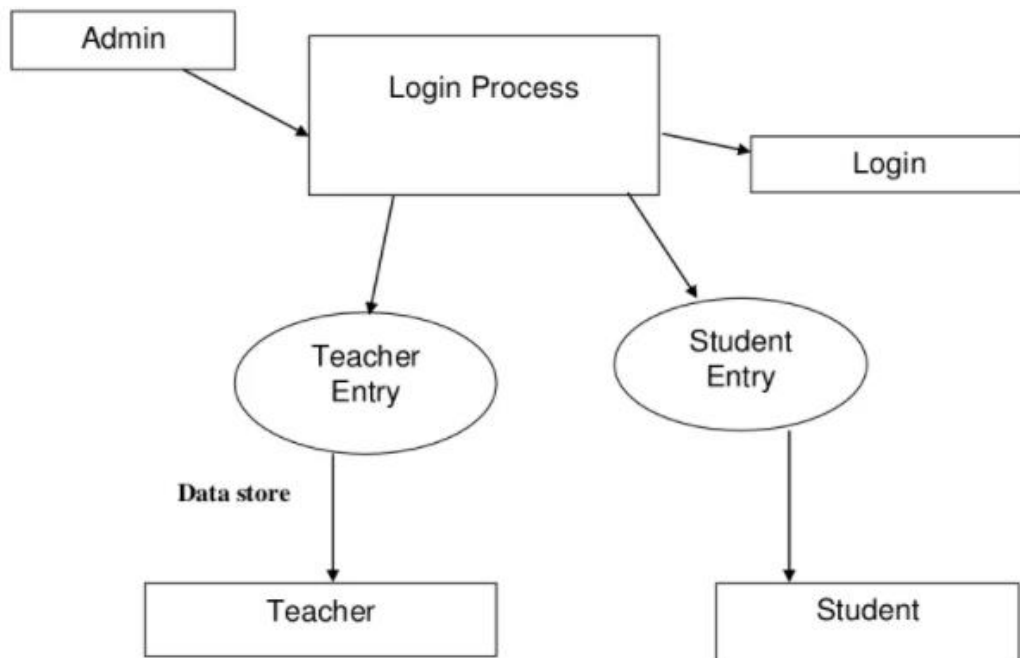 Admin
Login Process
Login
Teacher
Entry
Student
Entry
Data store
Teacher
Student